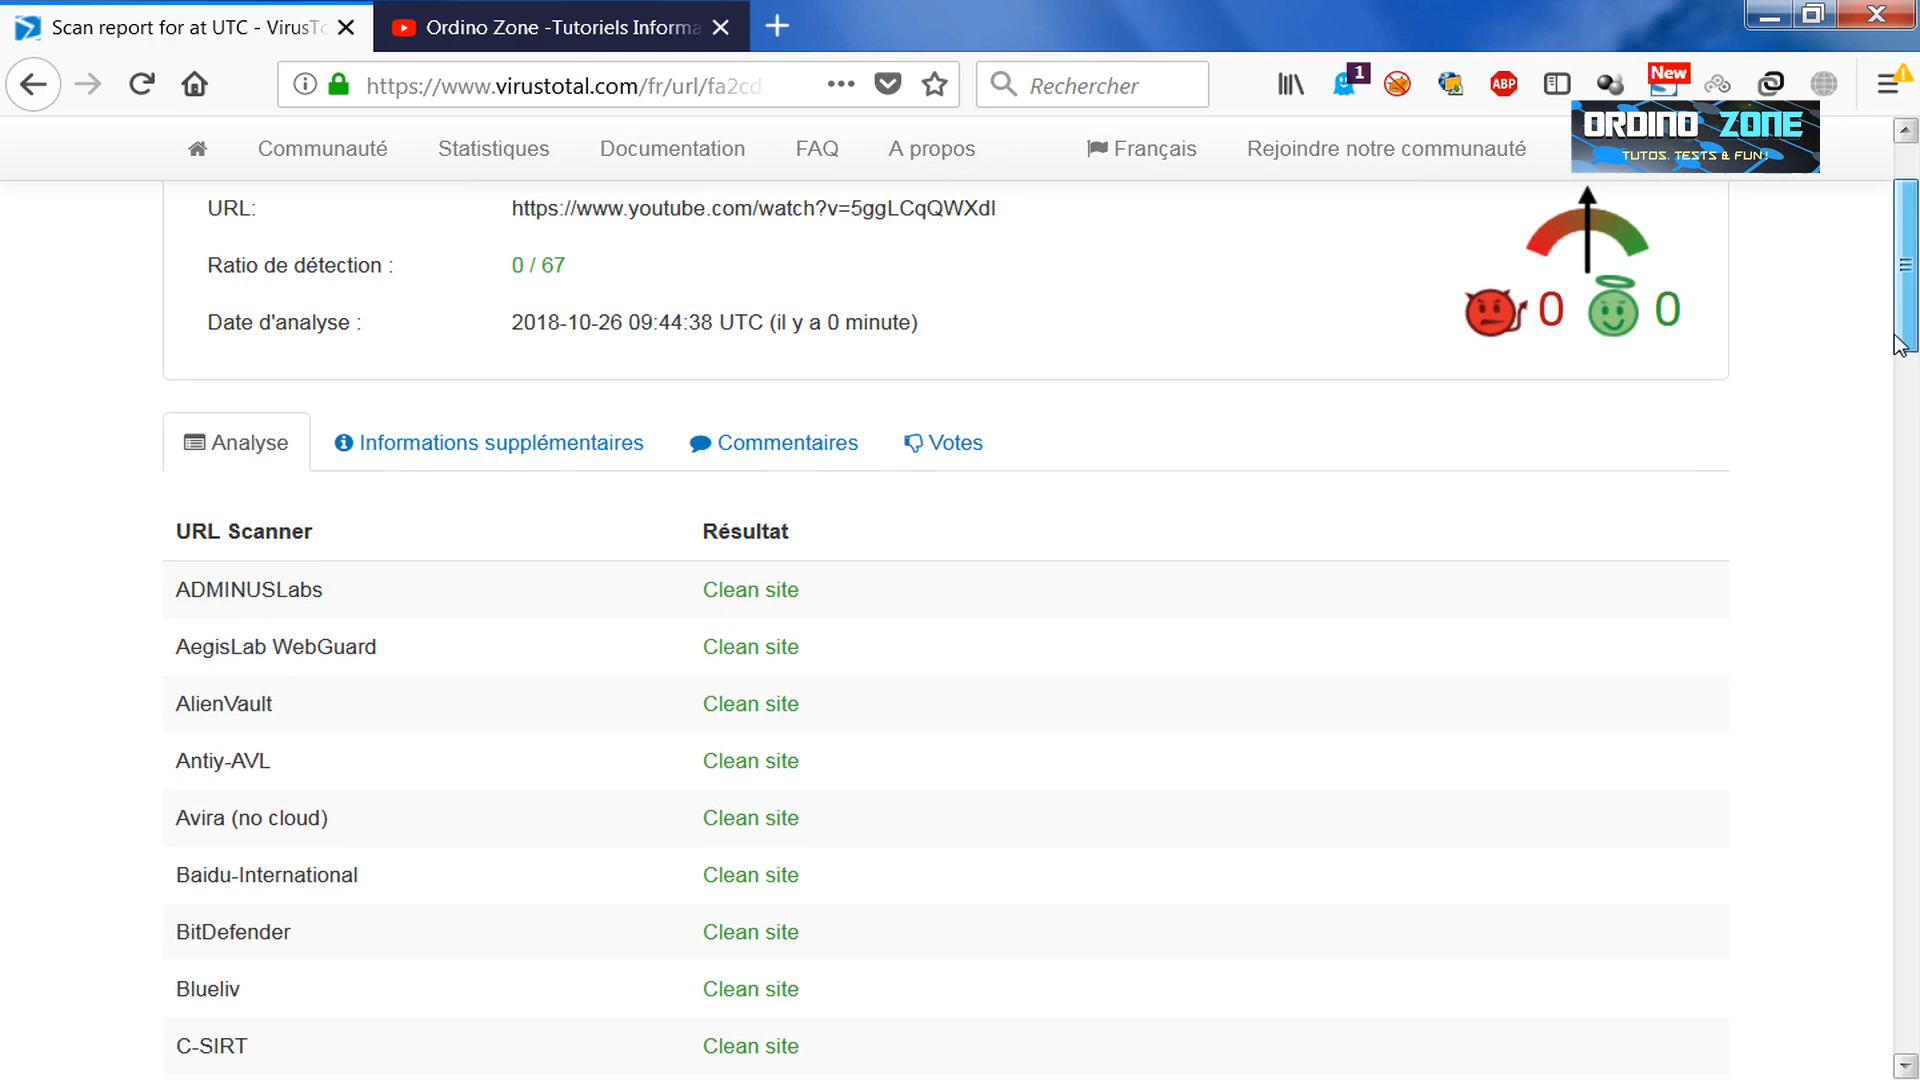 Scan report for at UTC - VirusTo
Ordino Zone -Tutoriels Informa
https://www.virustotal.com/fr/url/fa2cd
Rechercher
1
ABP
New
ORDINO ZONE
TUTOS, TESTS & FUN!
Communauté Statistiques Documentation FAQ A propos Français Rejoindre notre communauté
URL: https://www.youtube.com/watch?v=5ggLCqQWXdI
Ratio de détection : 0 / 67
Date d'analyse : 2018-10-26 09:44:38 UTC (il y a 0 minute)
0 0
Analyse Informations supplémentaires Commentaires Votes
URL Scanner Résultat
ADMINUSLabs Clean site
AegisLab WebGuard Clean site
AlienVault Clean site
Antiy-AVL Clean site
Avira (no cloud) Clean site
Baidu-International Clean site
BitDefender Clean site
Blueliv Clean site
C-SIRT Clean site